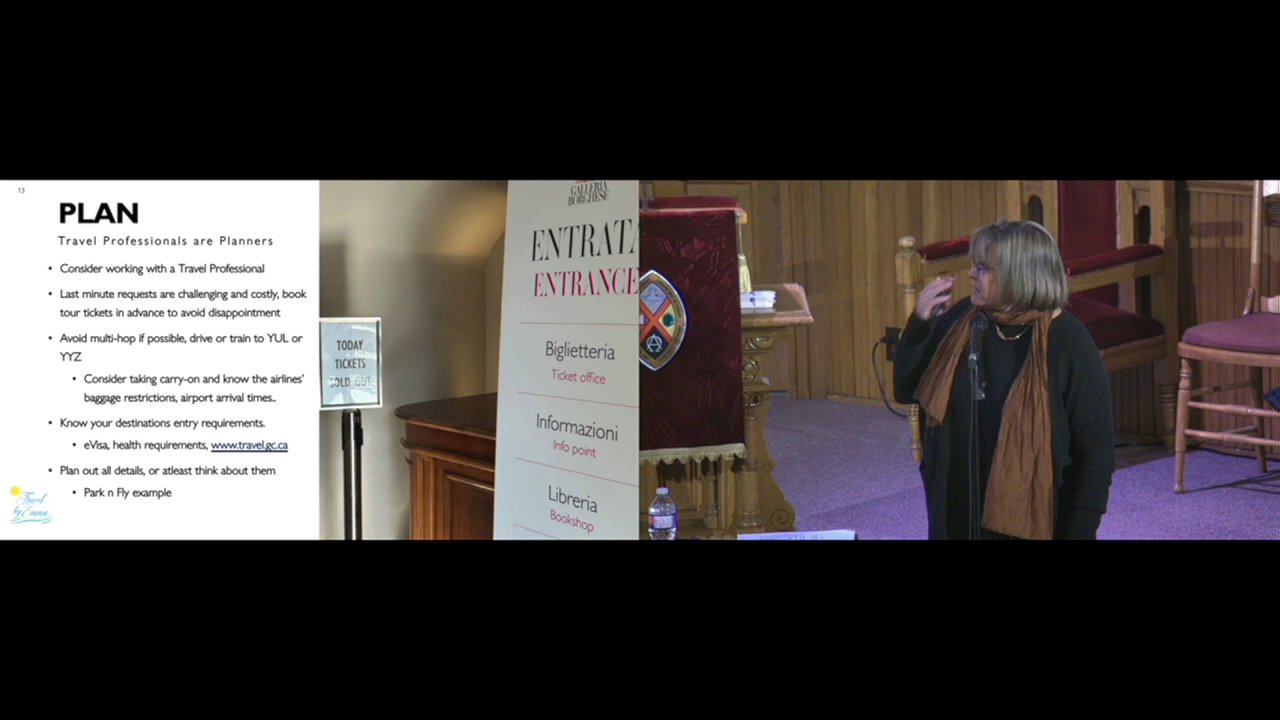 13
PLAN
Travel Professionals are Planners
• Consider working with a Travel Professional
• Last minute requests are challenging and costly, book
tour tickets in advance to avoid disappointment
• Avoid multi-hop if possible, drive or train to YUL or
YYZ
• Consider taking carry-on and know the airlines'
baggage restrictions, airport arrival times..
• Know your destinations entry requirements.
• eVisa, health requirements, www.travel.gc.ca
• Plan out all details, or atleast think about them
• Park n Fly example
Travel
by Emma
TODAY
TICKETS
SOLD OUT
GALLERIA
BORGHESE
ENTRATA
ENTRANCE
Biglietteria
Ticket office
Informazioni
Info point
Libreria
Bookshop